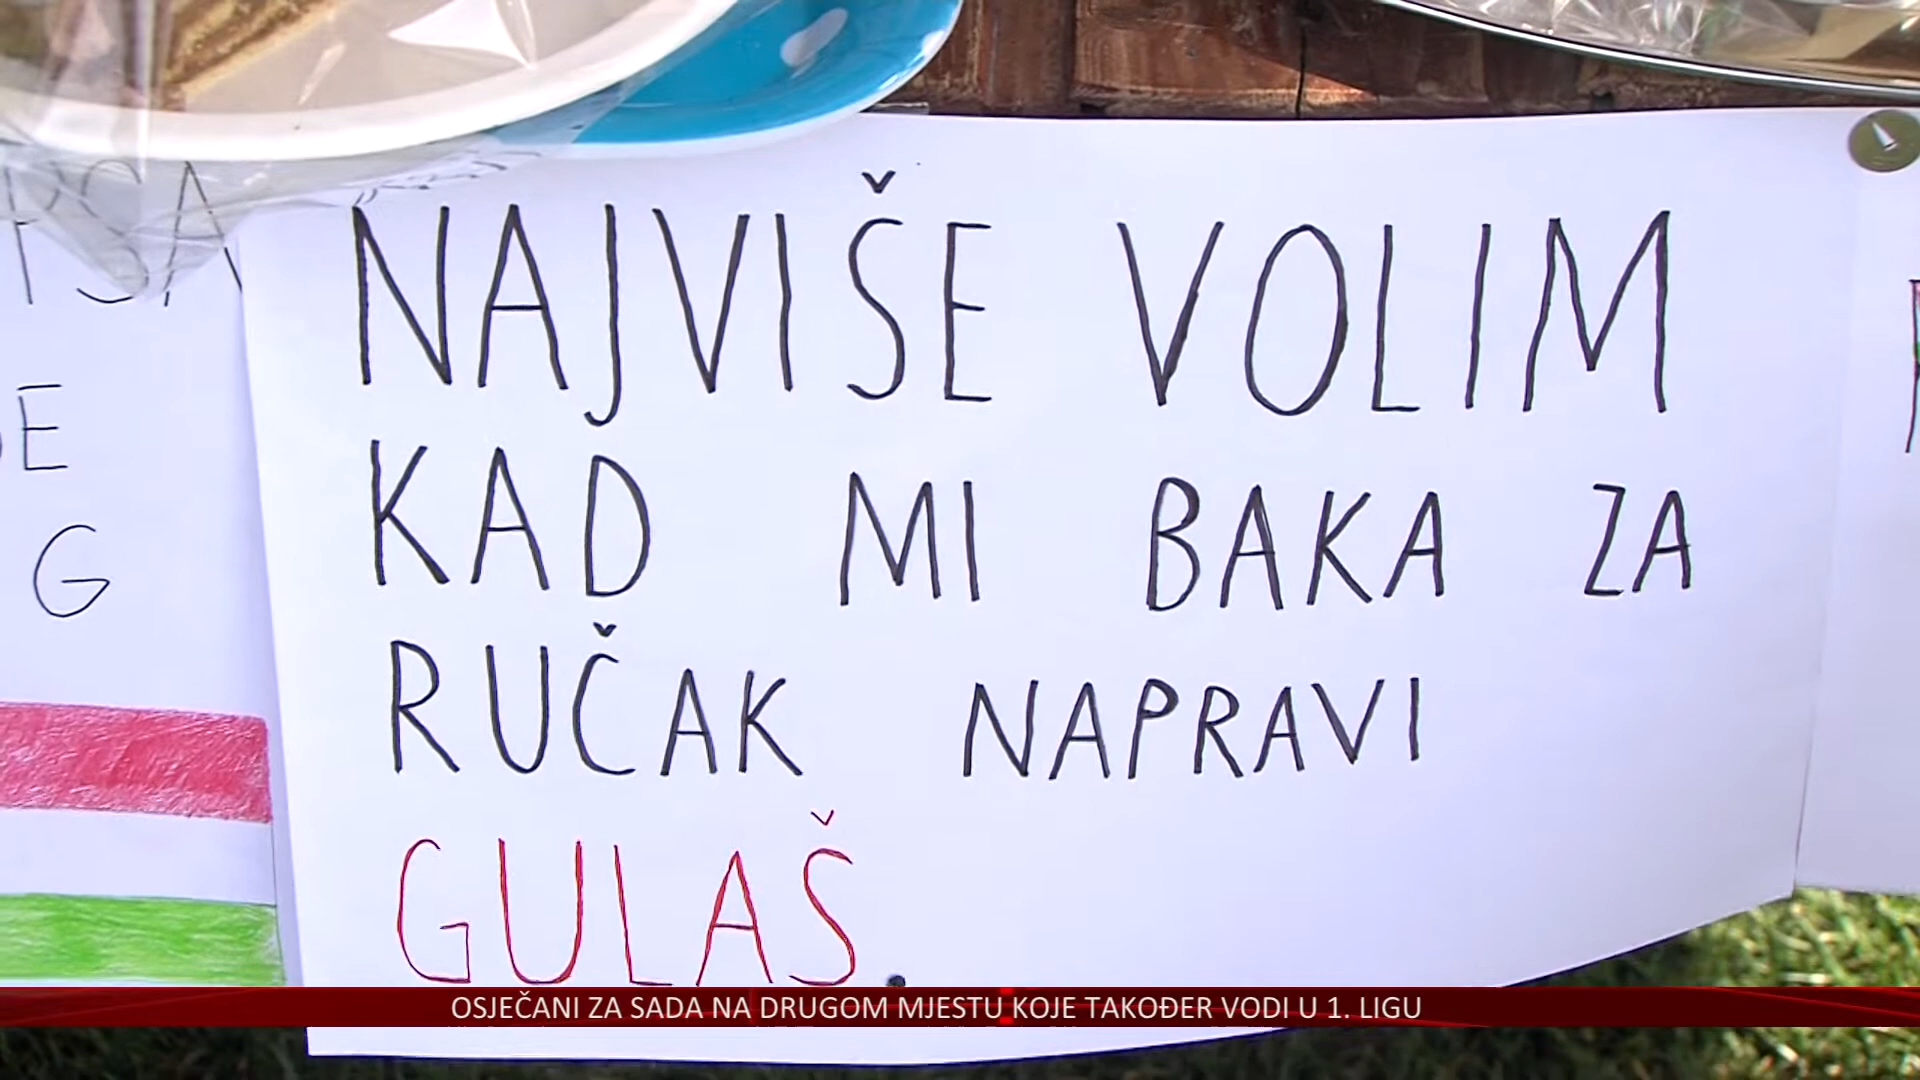 NAJVIŠE VOLIM
KAD MI BAKA ZA
RUČAK NAPRAVI
GULAŠ.
E
G
OSJEČANI ZA SADA NA DRUGOM MJESTU KOJE TAKOĐER VODI U 1. LIGU